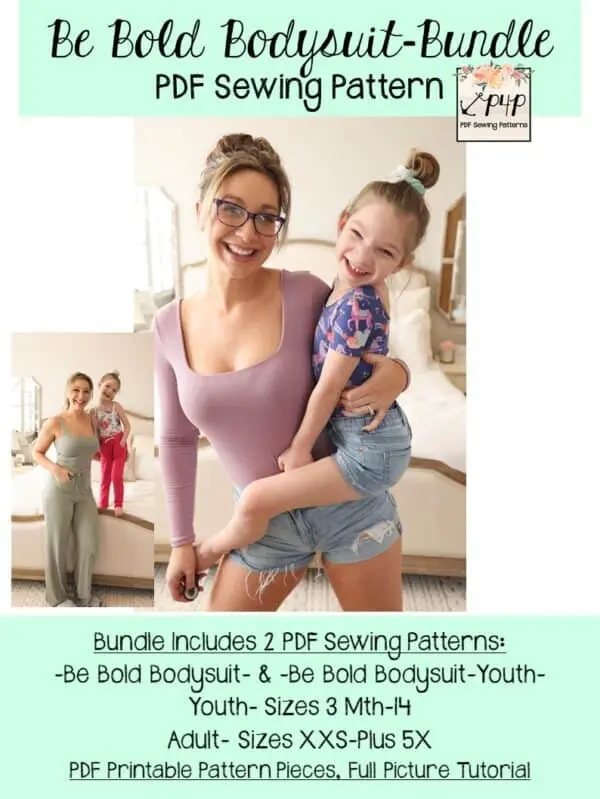 Be Bold Bodysuit-Bundle
PDF Sewing Pattern
P4P
PDF Sewing Patterns
Bundle Includes 2 PDF Sewing Patterns:
-Be Bold Bodysuit- & -Be Bold Bodysuit-Youth-
Youth- Sizes 3 Mth-14
Adult- Sizes XXS-Plus 5X
PDF Printable Pattern Pieces, Full Picture Tutorial